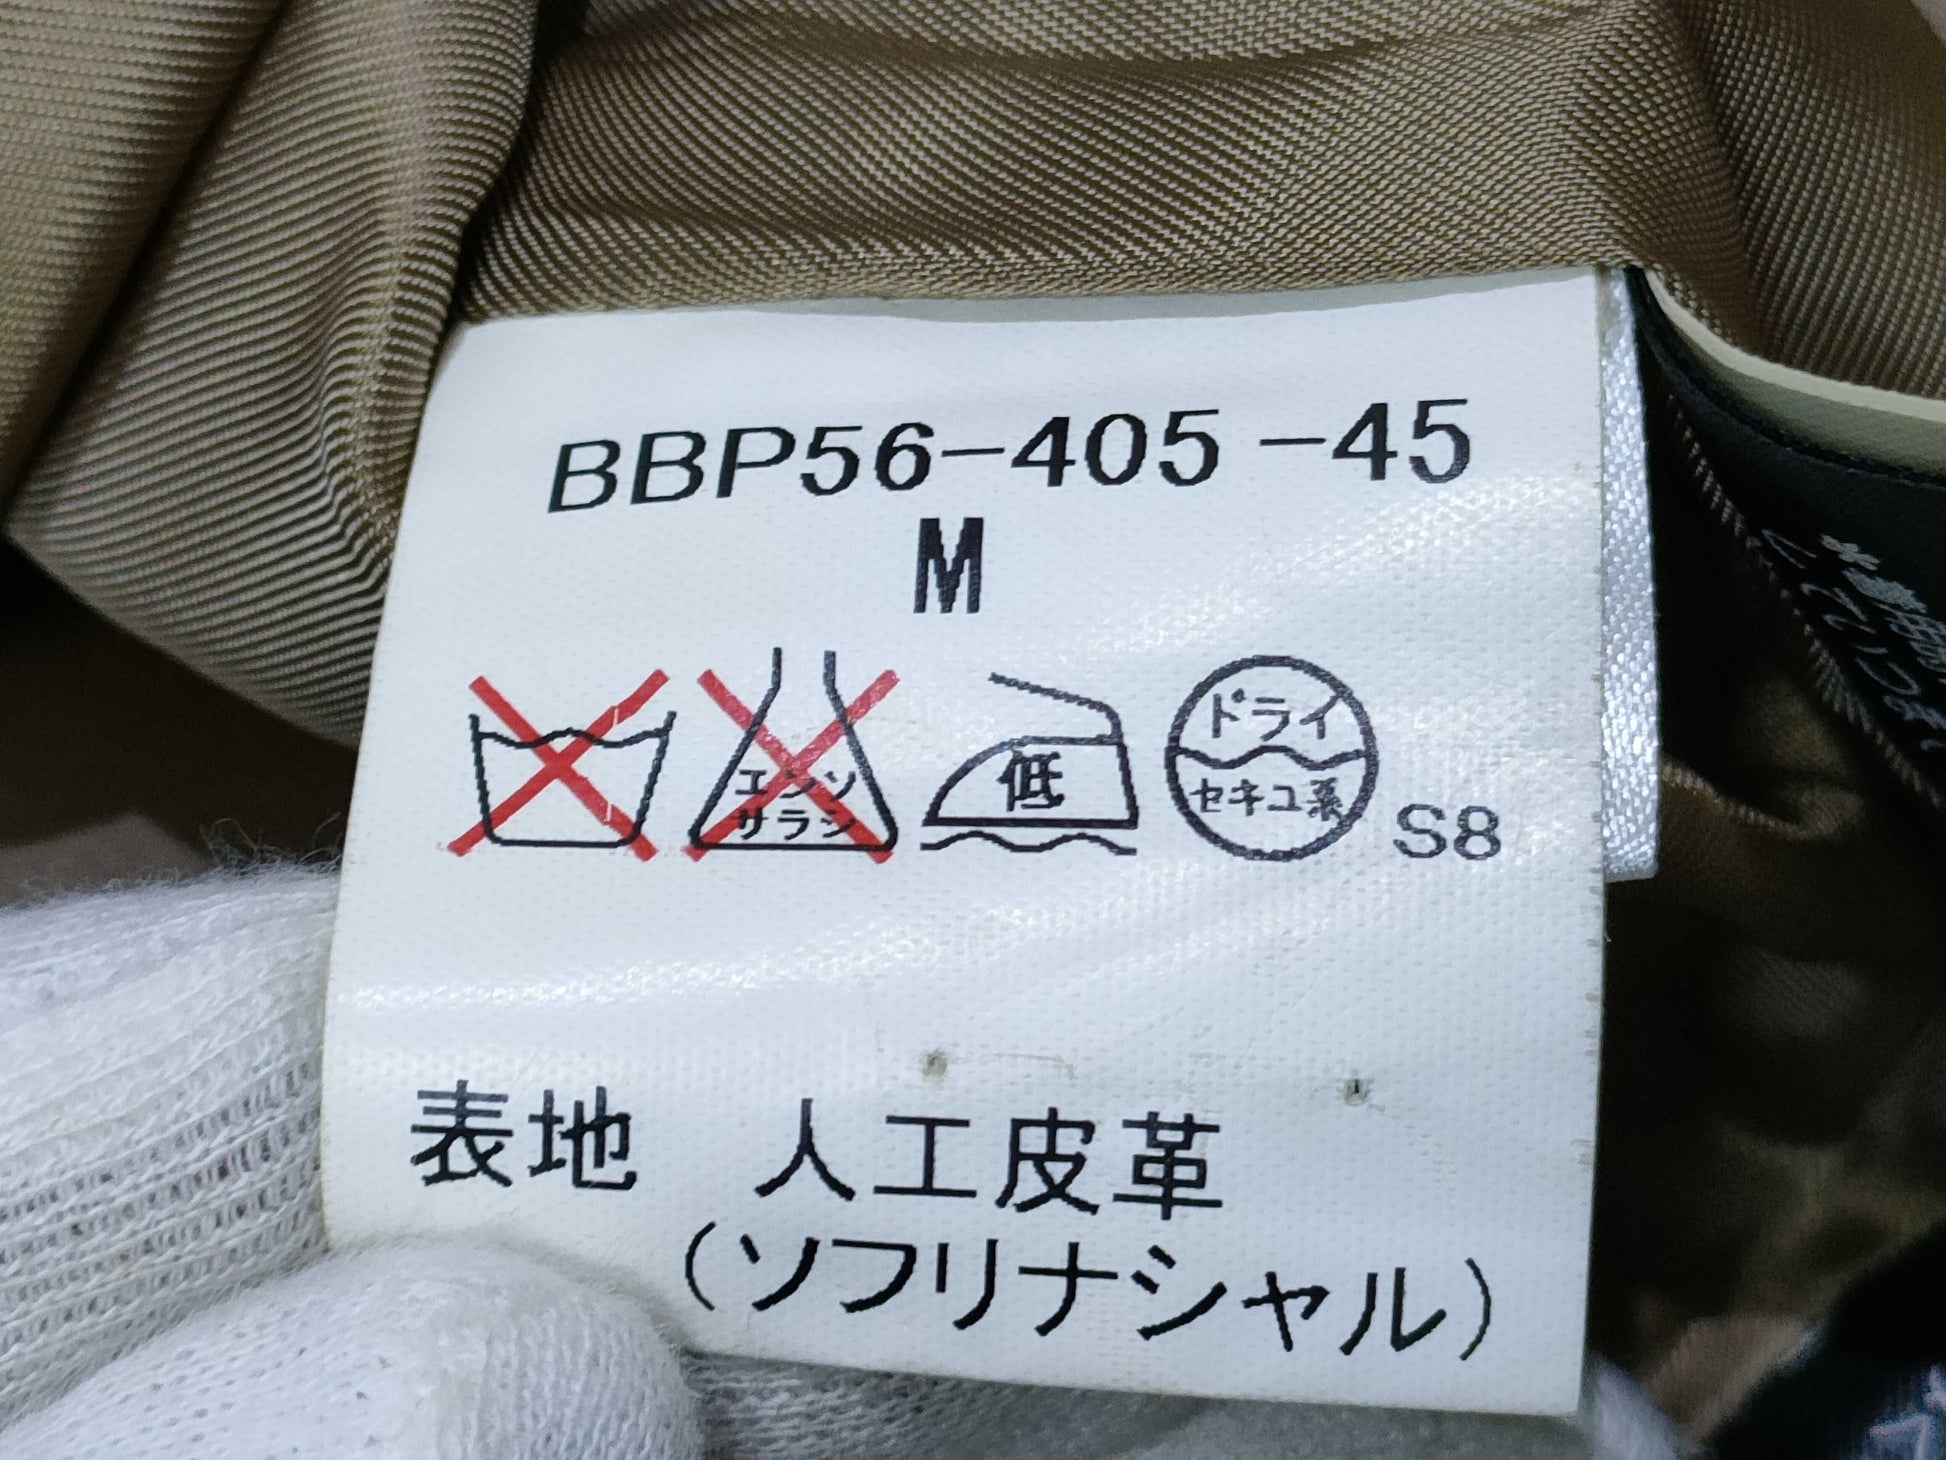 BBP56-405-45
M
エンソ
サラシ
低
ドライ
セキユ系
S8
表地 人工皮革
(ソフリナシャル)